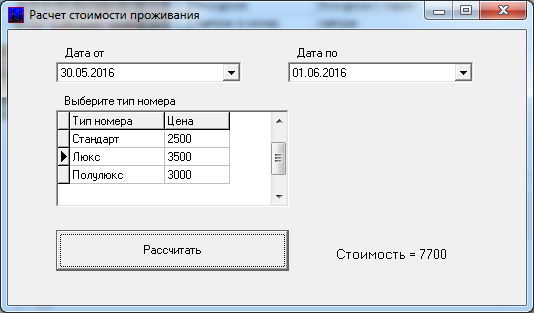 Расчет стоимости проживания
Дата от Дата по
30.05.2016 01.06.2016
Выберите тип номера
Тип номера Цена
Стандарт 2500
Люкс 3500
Полулюкс 3000
Рассчитать
Стоимость = 7700